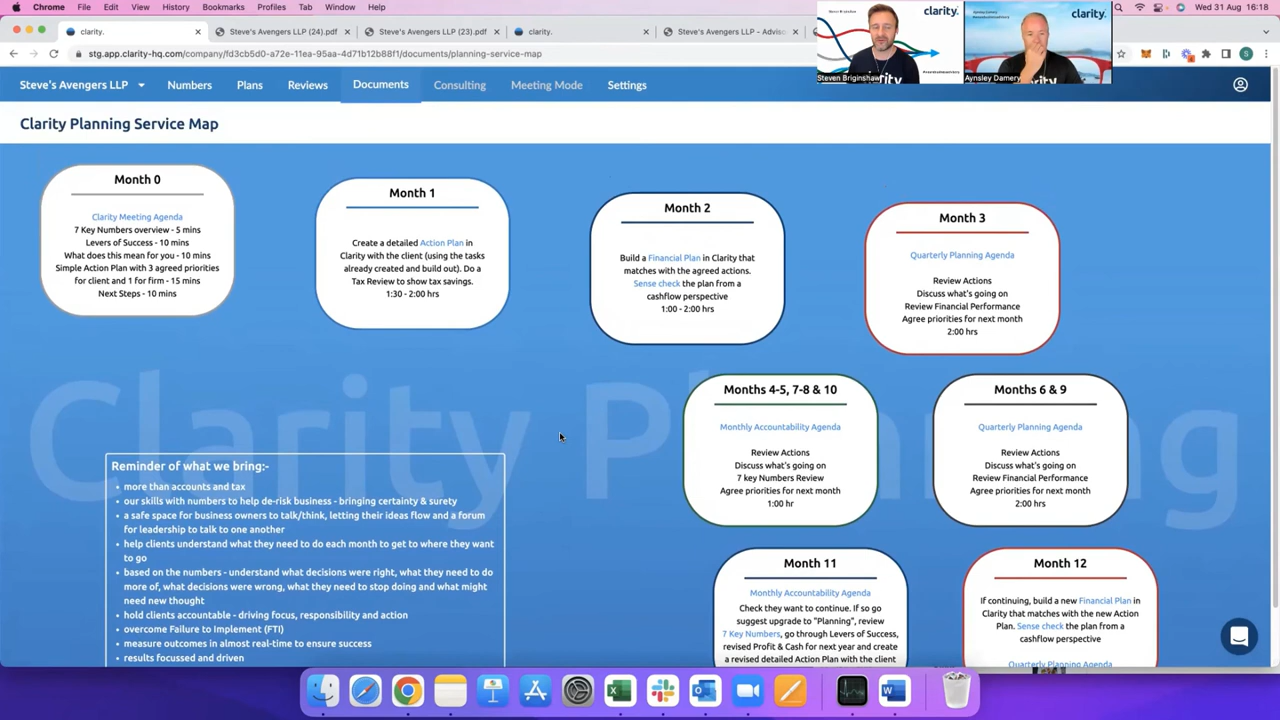 Chrome File Edit View History Bookmarks Profiles Tab Window Help
Wed 31 Aug 16:18
clarity.
Steve's Avengers LLP (24).pdf
Steve's Avengers LLP (23).pdf
clarity.
Steve's Avengers LLP - Advis
stg.app.clarity-hq.com/company/fd3cb5d0-a72e-11ea-95aa-4d71b12b88f1/documents/planning-service-map
clarity.
Steven Briginshaw
clarity.
Aynsley Damery
Steve's Avengers LLP
Numbers
Plans
Reviews
Documents
Consulting
Meeting Mode
Settings
Clarity Planning Service Map
Clarity Planning
Month 0
Clarity Meeting Agenda
7 Key Numbers overview - 5 mins
Levers of Success - 10 mins
What does this mean for you - 10 mins
Simple Action Plan with 3 agreed priorities
for client and 1 for firm - 15 mins
Next Steps - 10 mins
Month 1
Create a detailed Action Plan in
Clarity with the client (using the tasks
already created and build out). Do a
Tax Review to show tax savings.
1:30 - 2:00 hrs
Month 2
Build a Financial Plan in Clarity that
matches with the agreed actions.
Sense check the plan from a
cashflow perspective
1:00 - 2:00 hrs
Month 3
Quarterly Planning Agenda
Review Actions
Discuss what's going on
Review Financial Performance
Agree priorities for next month
2:00 hrs
Months 4-5, 7-8 & 10
Monthly Accountability Agenda
Review Actions
Discuss what's going on
7 key Numbers Review
Agree priorities for next month
1:00 hr
Months 6 & 9
Quarterly Planning Agenda
Review Actions
Discuss what's going on
Review Financial Performance
Agree priorities for next month
2:00 hrs
Reminder of what we bring:-
• more than accounts and tax
• our skills with numbers to help de-risk business - bringing certainty & surety
• a safe space for business owners to talk/think, letting their ideas flow and a forum
for leadership to talk to one another
• help clients understand what they need to do each month to get to where they want
to go
• based on the numbers - understand what decisions were right, what they need to do
more of, what decisions were wrong, what they need to stop doing and what might
need new thought
• hold clients accountable - driving focus, responsibility and action
• overcome Failure to Implement (FTI)
• measure outcomes in almost real-time to ensure success
• results focussed and driven
Month 11
Monthly Accountability Agenda
Check they want to continue. If so go
suggest upgrade to "Planning", review
7 Key Numbers, go through Levers of Success,
revised Profit & Cash for next year and create
a revised detailed Action Plan with the client
Month 12
If continuing, build a new Financial Plan in
Clarity that matches with the new Action
Plan. Sense check the plan from a
cashflow perspective
Quarterly Planning Agenda